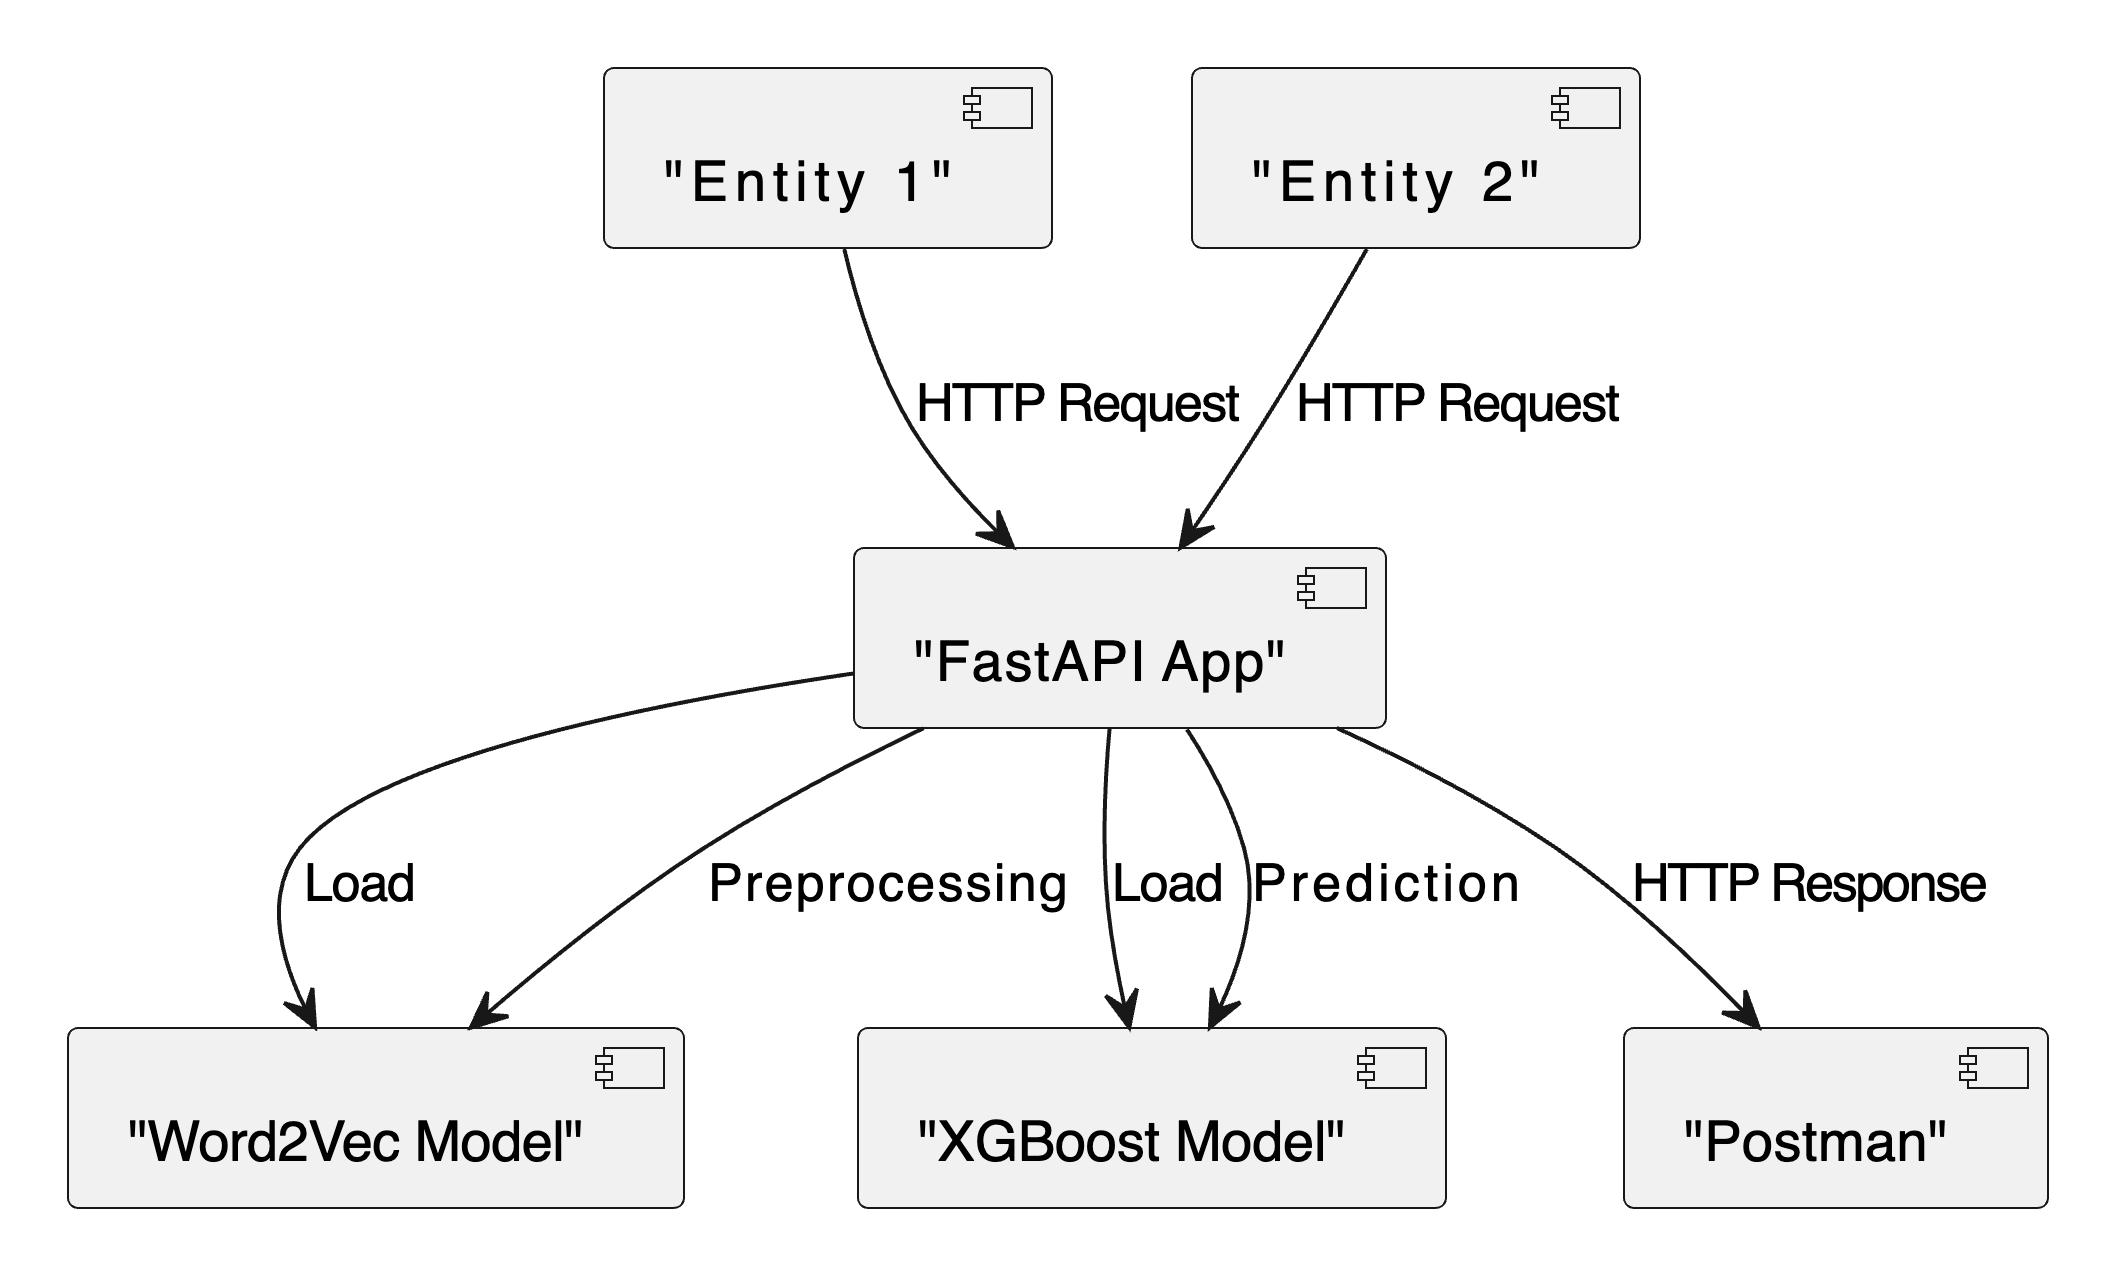 "Entity 1"
"Entity 2"
HTTP Request
HTTP Request
"FastAPI App"
Load
Preprocessing
Load
Prediction
HTTP Response
"Word2Vec Model"
"XGBoost Model"
"Postman"